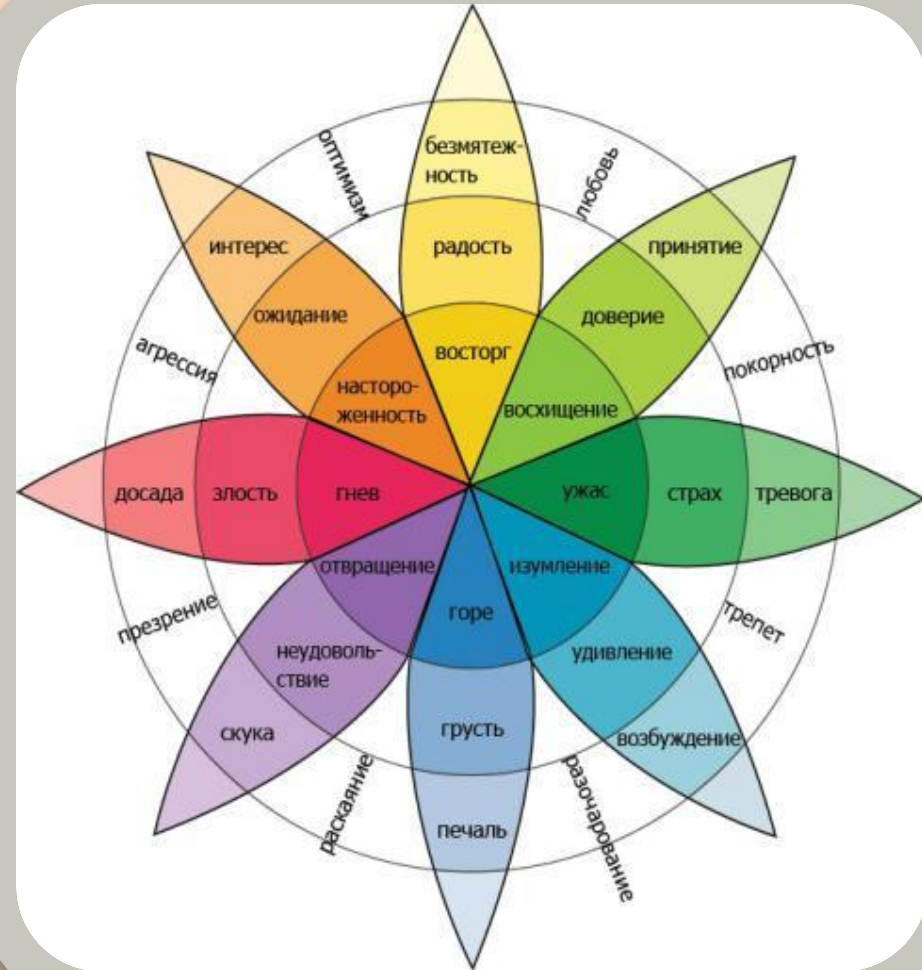 оптимизм
безмятеж-
ность
любовь
интерес
радость
принятие
ожидание
доверие
агрессия
восторг
покорность
насторо-
женность
восхищение
досада
злость
гнев
ужас
страх
тревога
отвращение
изумление
презрение
горе
трепет
неудоволь-
ствие
удивление
скука
грусть
возбуждение
раскаяние
разочарование
печаль